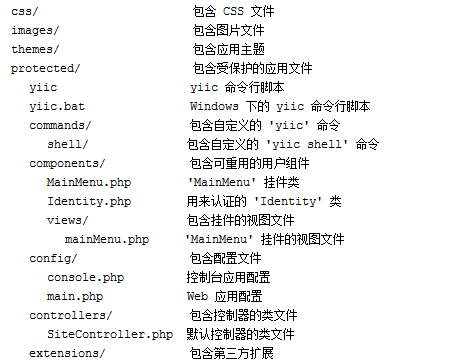 css/                         包含 CSS 文件
images/                      包含图片文件
themes/                      包含应用主题
protected/                   包含受保护的应用文件
   yiic                      yiic 命令行脚本
   yiic.bat                  Windows 下的 yiic 命令行脚本
   commands/                 包含自定义的 'yiic' 命令
      shell/                 包含自定义的 'yiic shell' 命令
   components/               包含可重用的用户组件
      MainMenu.php           'MainMenu' 挂件类
      Identity.php           用来认证的 'Identity' 类
      views/                 包含挂件的视图文件
         mainMenu.php        'MainMenu' 挂件的视图文件
   config/                   包含配置文件
      console.php            控制台应用配置
      main.php               Web 应用配置
   controllers/              包含控制器的类文件
      SiteController.php     默认控制器的类文件
   extensions/               包含第三方扩展